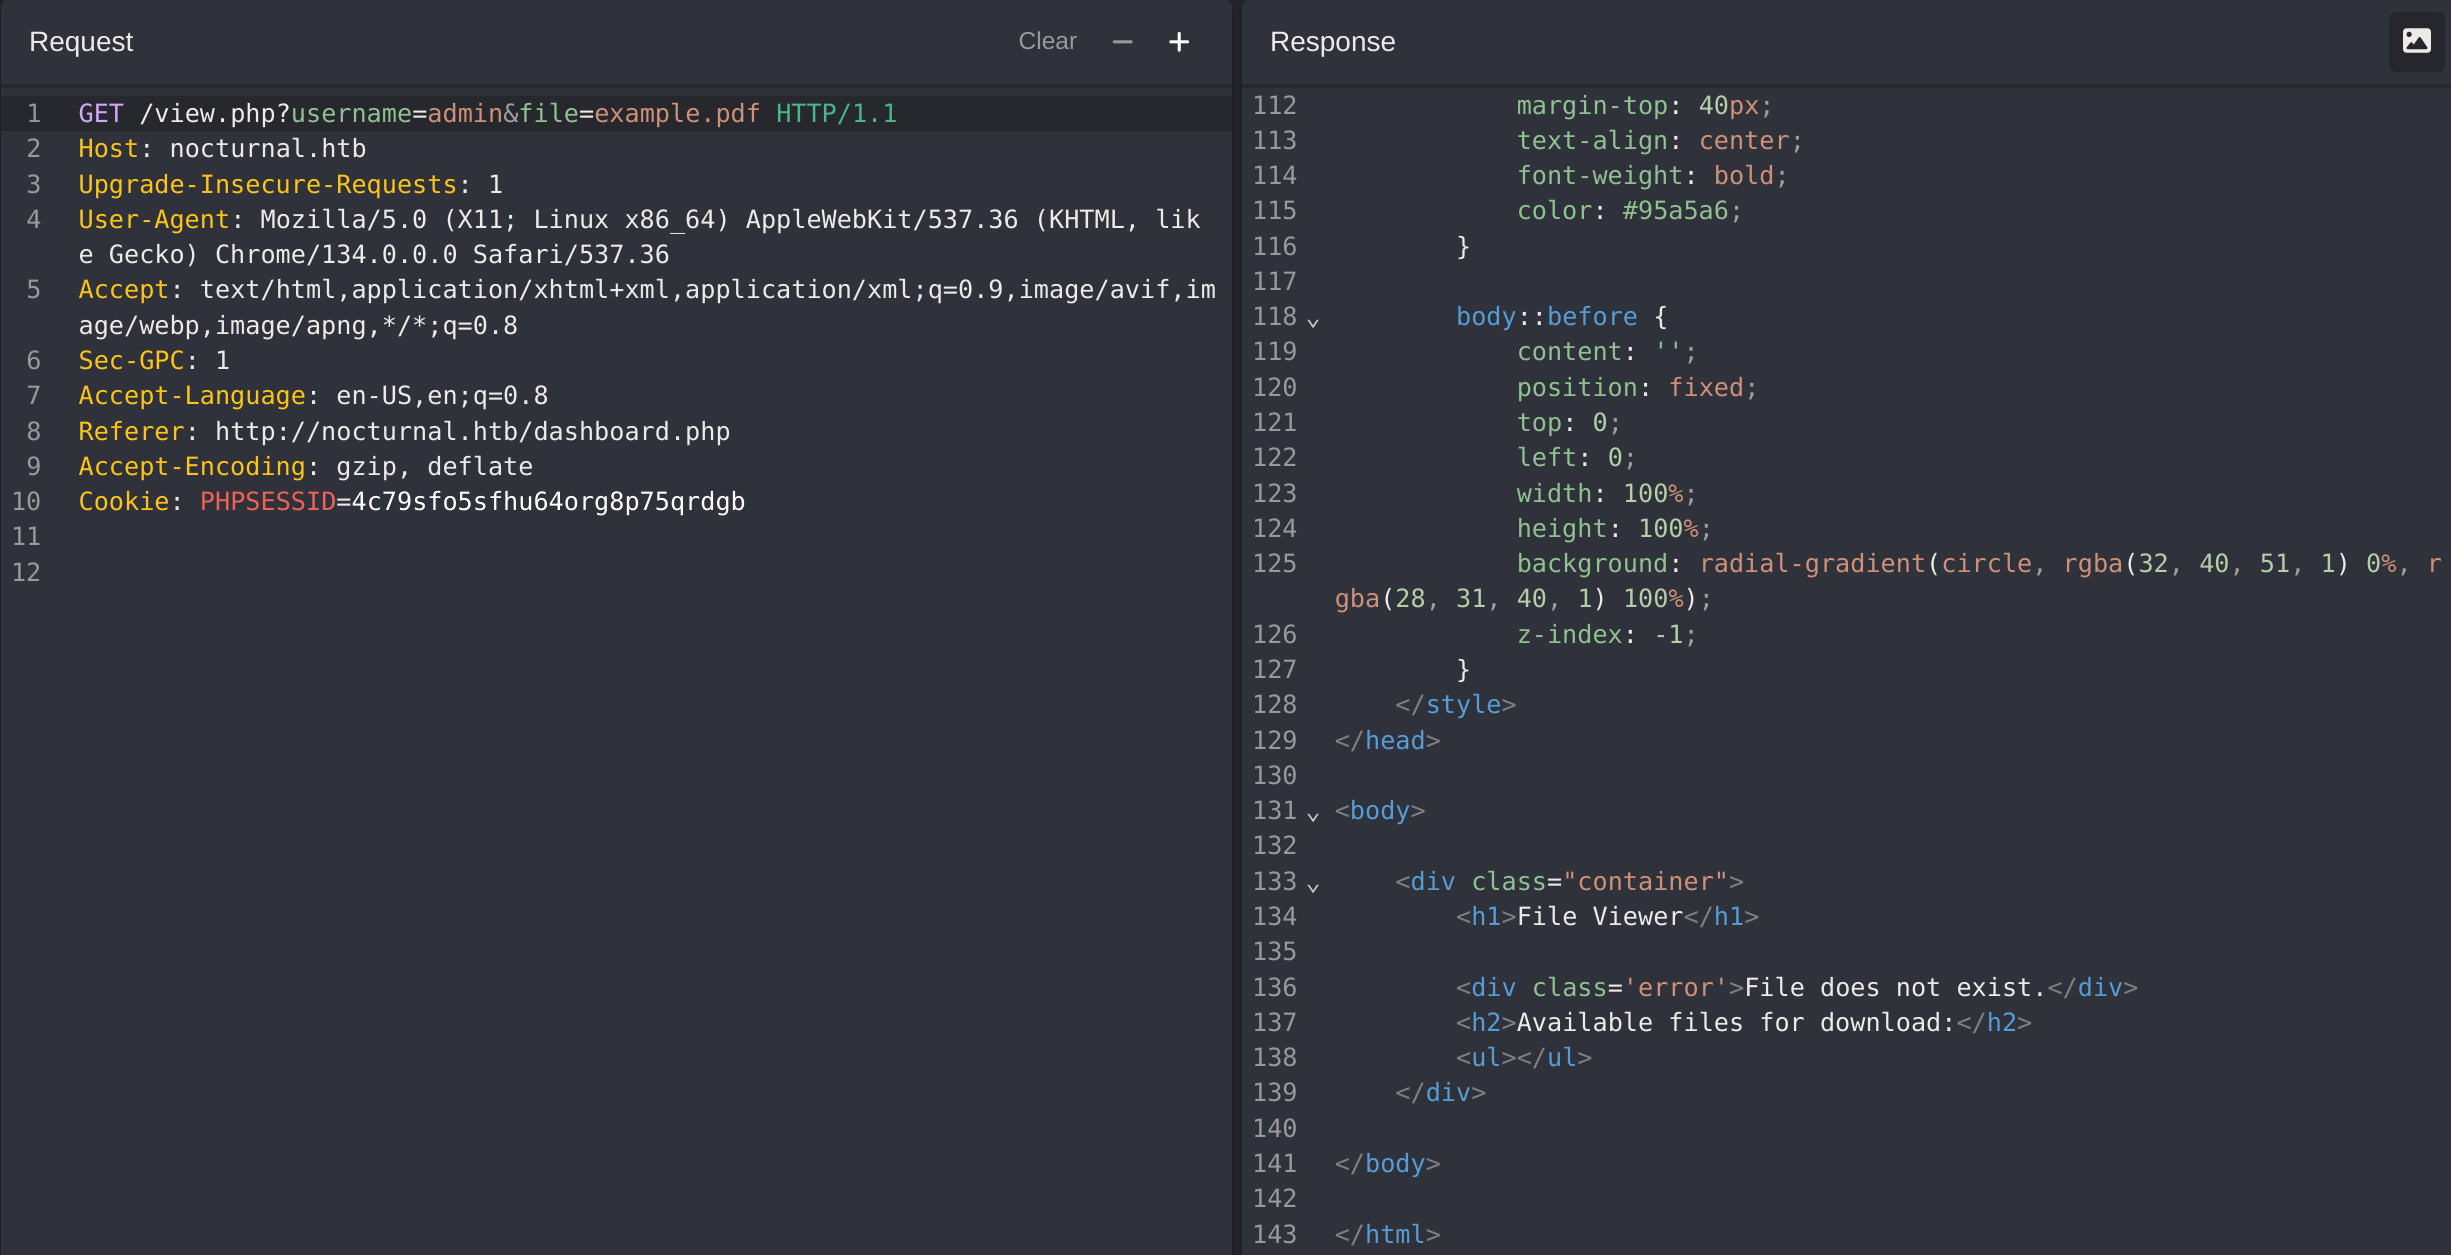 Request
Clear
1 GET /view.php?username=admin&file=example.pdf HTTP/1.1
2 Host: nocturnal.htb
3 Upgrade-Insecure-Requests: 1
4 User-Agent: Mozilla/5.0 (X11; Linux x86_64) AppleWebKit/537.36 (KHTML, lik
e Gecko) Chrome/134.0.0.0 Safari/537.36
5 Accept: text/html,application/xhtml+xml,application/xml;q=0.9,image/avif,im
age/webp,image/apng,*/*;q=0.8
6 Sec-GPC: 1
7 Accept-Language: en-US,en;q=0.8
8 Referer: http://nocturnal.htb/dashboard.php
9 Accept-Encoding: gzip, deflate
10 Cookie: PHPSESSID=4c79sfo5sfhu64org8p75qrdgb
11
12
Response
112 margin-top: 40px;
113 text-align: center;
114 font-weight: bold;
115 color: #95a5a6;
116 }
117
118 body::before {
119 content: '';
120 position: fixed;
121 top: 0;
122 left: 0;
123 width: 100%;
124 height: 100%;
125 background: radial-gradient(circle, rgba(32, 40, 51, 1) 0%, r
gba(28, 31, 40, 1) 100%);
126 z-index: -1;
127 }
128 </style>
129 </head>
130
131 <body>
132
133 <div class="container">
134 <h1>File Viewer</h1>
135
136 <div class='error'>File does not exist.</div>
137 <h2>Available files for download:</h2>
138 <ul></ul>
139 </div>
140
141 </body>
142
143 </html>